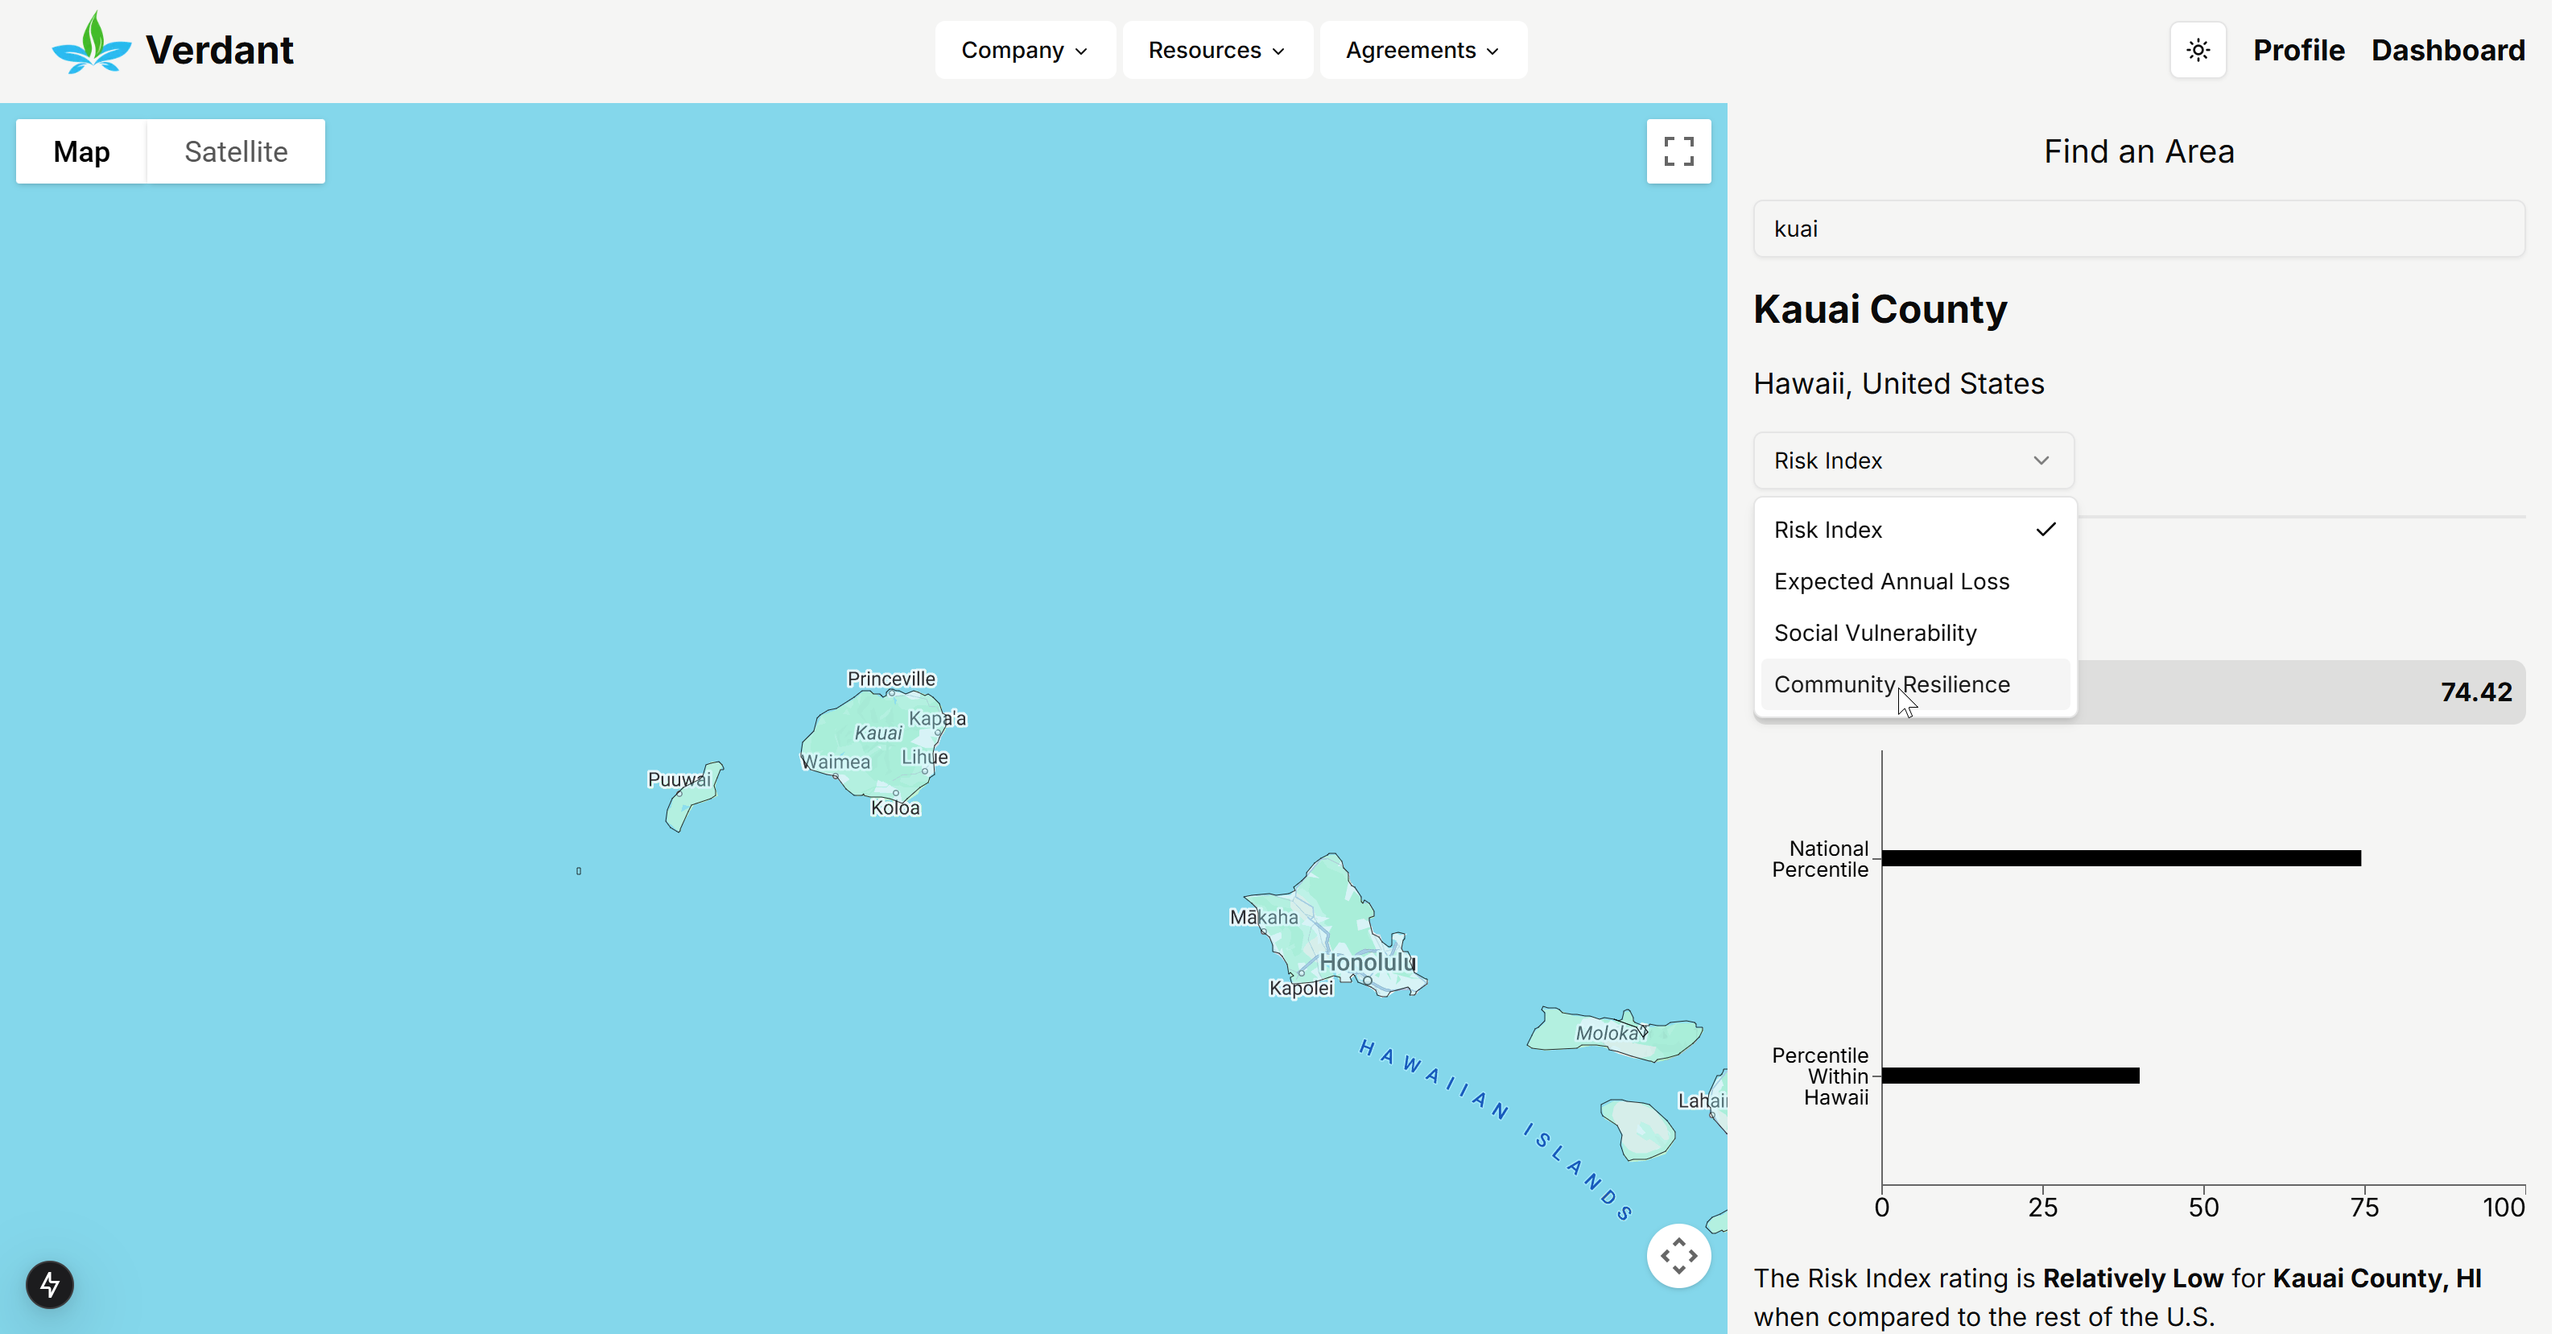 Verdant
Company
Resources
Agreements
Profile
Dashboard
Map
Satellite
Princeville
Kapa'a
Kauai
Waimea
Lihue
Puuwai
Koloa
Mākaha
Honolulu
Kapolei
Moloka'i
HAWAIIAN ISLANDS
Find an Area
kuai
Kauai County
Hawaii, United States
Risk Index
Risk Index
Expected Annual Loss
Social Vulnerability
Community Resilience
74.42
National
Percentile
Percentile
Within
Hawaii
0 25 50 75 100
The Risk Index rating is Relatively Low for Kauai County, HI
when compared to the rest of the U.S.